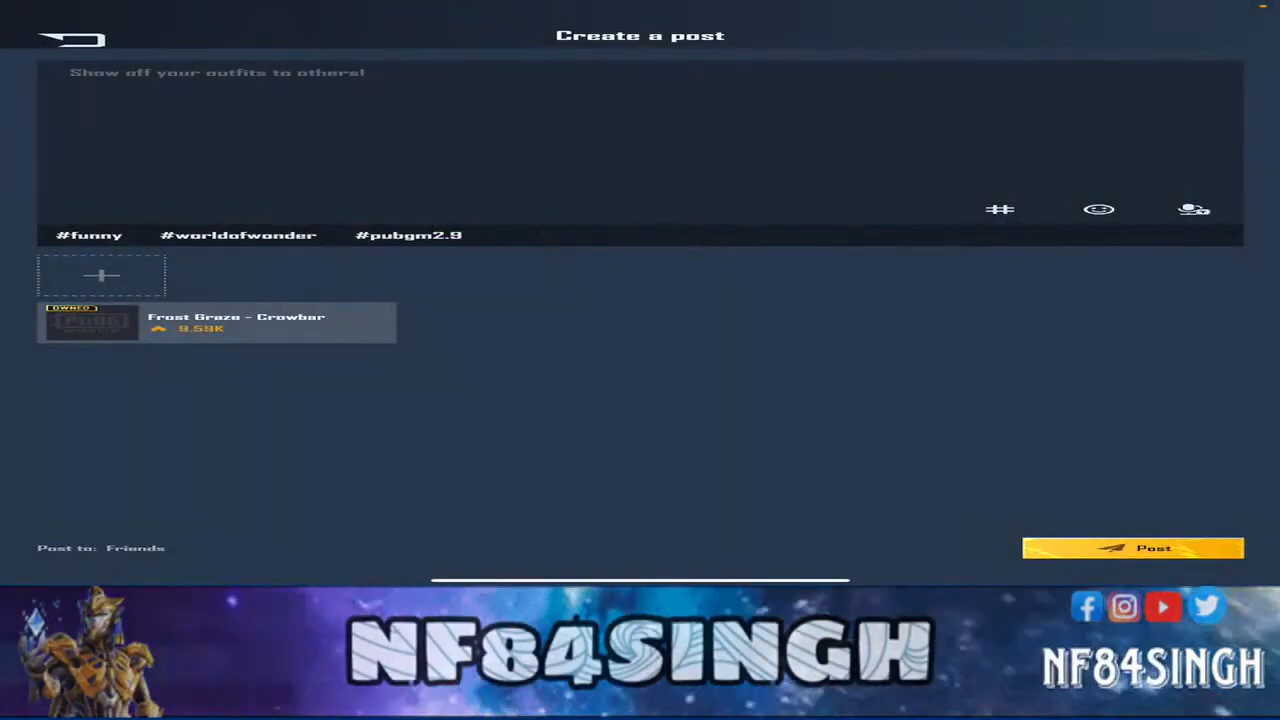 Create a post
Show off your outfits to others!
#funny #worldofwonder #pubgm2.9
OWNED
Frost Graze - Crowbar
9.59K
Post to: Friends
Post
NF84SINGH
NF84SINGH